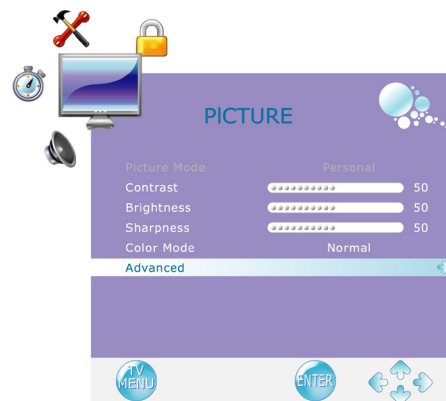 PICTURE
Picture Mode Personal
Contrast 50
Brightness 50
Sharpness 50
Color Mode Normal
Advanced
TV MENU
ENTER